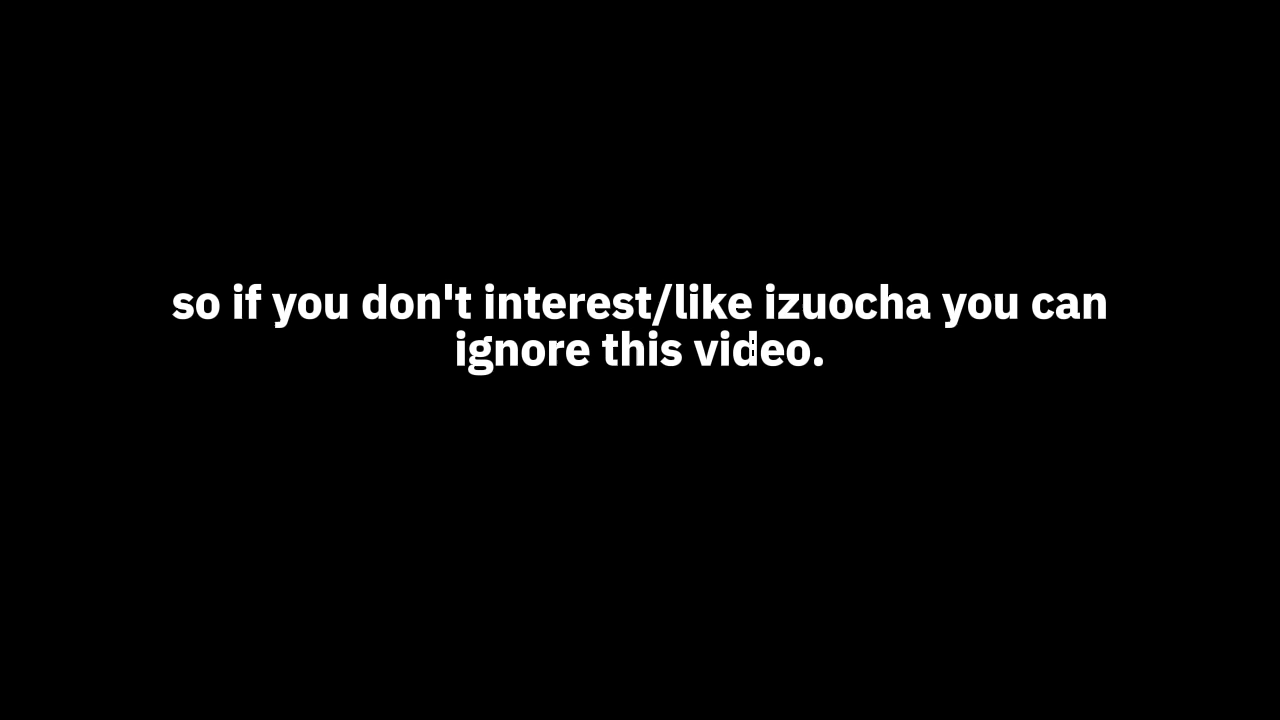 so if you don't interest/like izuocha you can
ignore this video.